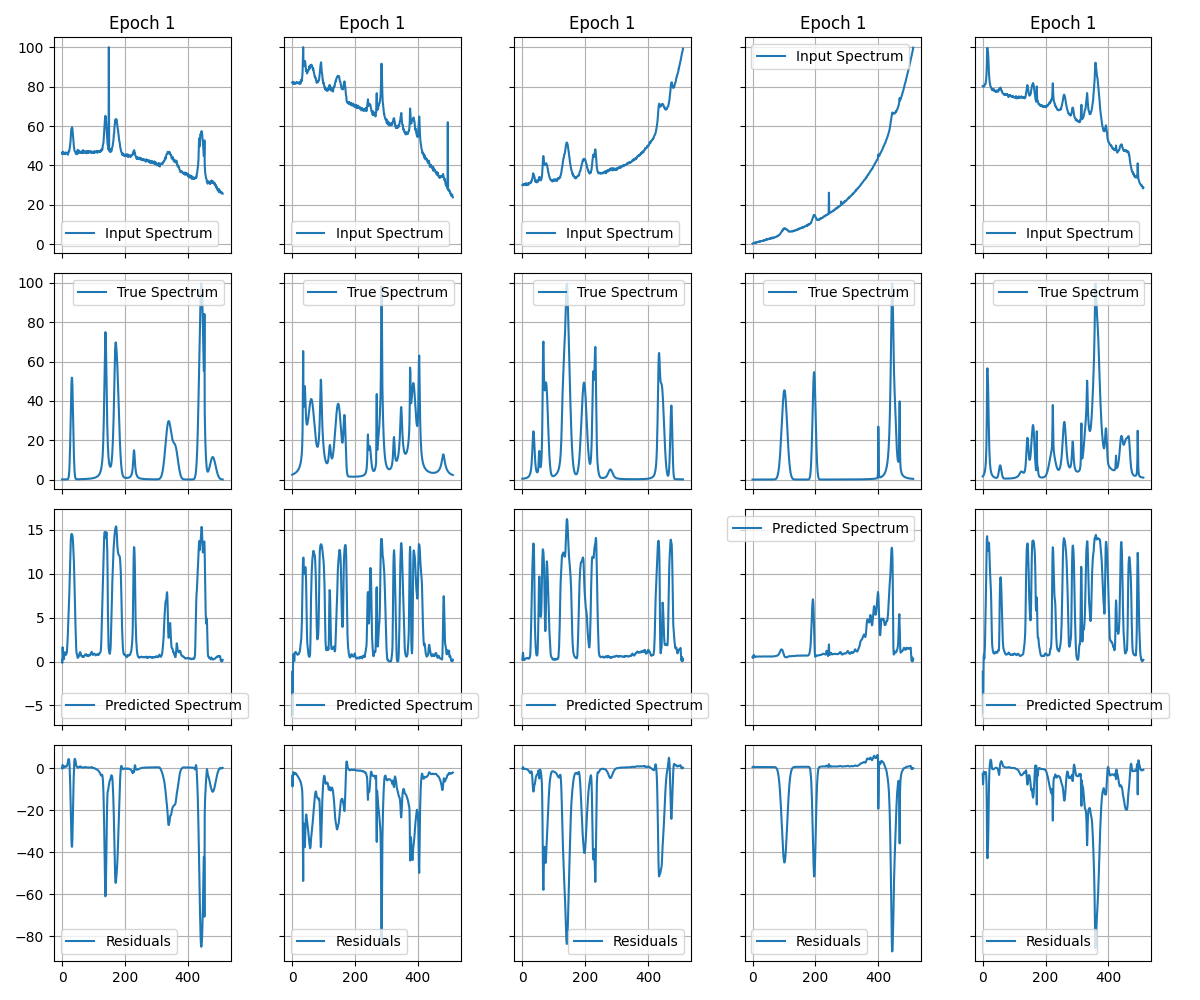 Epoch 1 Epoch 1 Epoch 1 Epoch 1 Epoch 1
100
80
60
40
20
0
Input Spectrum
Input Spectrum
Input Spectrum
Input Spectrum
Input Spectrum
100
80
60
40
20
0
True Spectrum
True Spectrum
True Spectrum
True Spectrum
True Spectrum
15
10
5
0
−5
Predicted Spectrum
Predicted Spectrum
Predicted Spectrum
Predicted Spectrum
Predicted Spectrum
0
−20
−40
−60
−80
Residuals
Residuals
Residuals
Residuals
Residuals
0 200 400 0 200 400 0 200 400 0 200 400 0 200 400